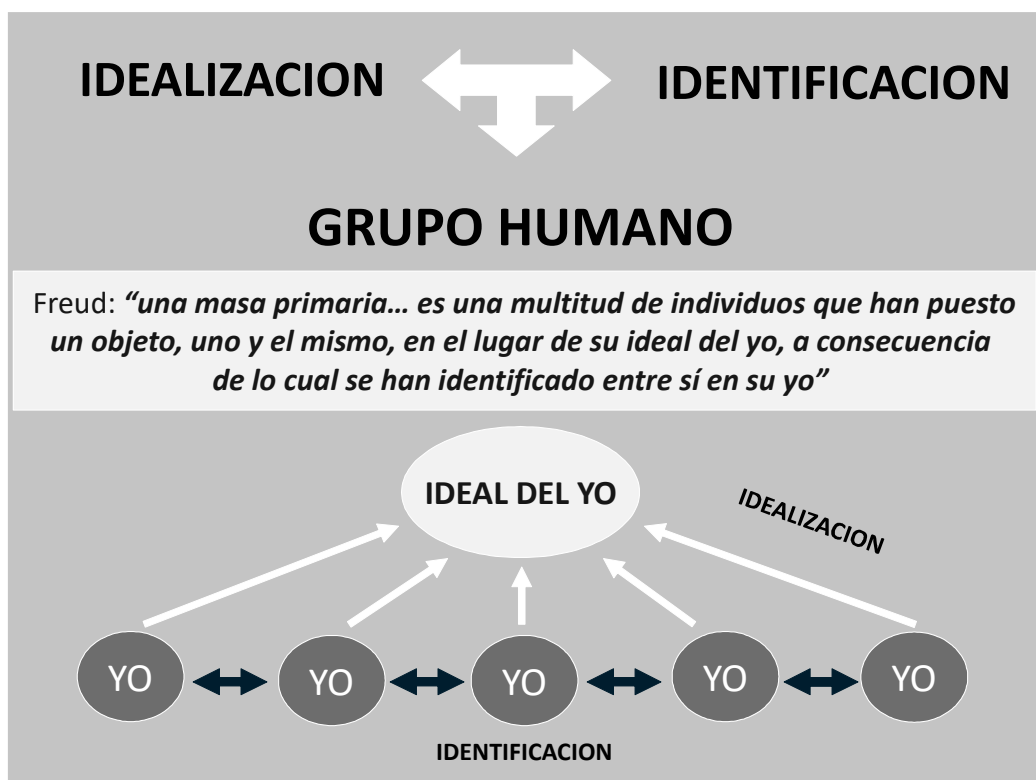 IDEALIZACION
IDENTIFICACION
GRUPO HUMANO
Freud: “una masa primaria... es una multitud de individuos que han puesto
un objeto, uno y el mismo, en el lugar de su ideal del yo, a consecuencia
de lo cual se han identificado entre sí en su yo”
IDEAL DEL YO
IDEALIZACION
YO
YO
YO
YO
YO
IDENTIFICACION